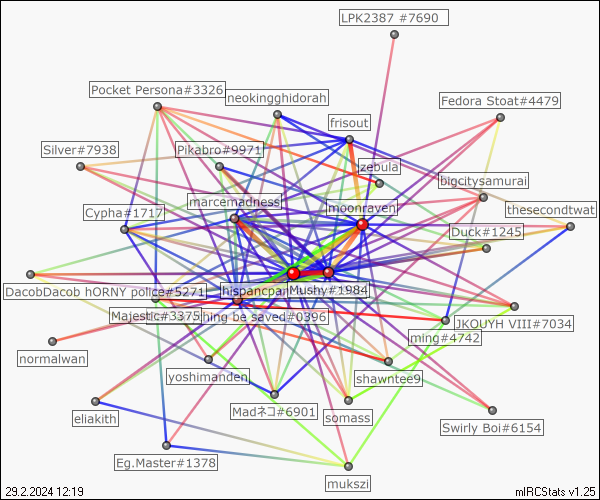 LPK2387 #7690
Pocket Persona#3326
neokingghidorah
Fedora Stoat#4479
frisout
Silver#7938
Pikabro#9971
zebula
bigcitysamurai
marcemadness
moonraven
Cypha#1717
thesecondtwat
Duck#1245
DacobDacob hORNY police#5271
hispancpai
Mushy#1984
Majestic#3375
hing be saved#0396
JKOUYH VIII#7034
ming#4742
normalwan
yoshimanden
shawntee9
eliakith
Madネコ#6901
somass
Swirly Boi#6154
Eg.Master#1378
mukszi
29.2.2024 12:19
mIRCStats v1.25